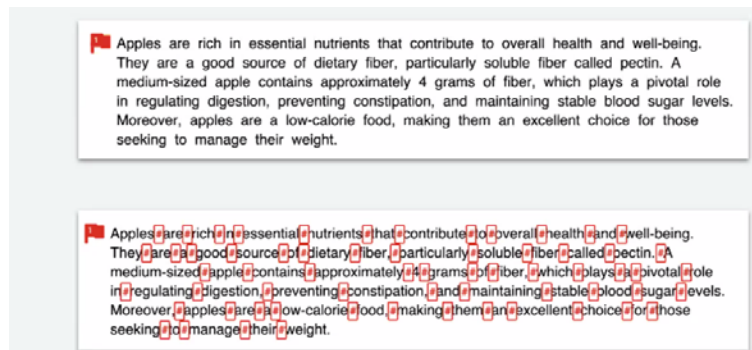 Apples are rich in essential nutrients that contribute to overall health and well-being.
They are a good source of dietary fiber, particularly soluble fiber called pectin. A
medium-sized apple contains approximately 4 grams of fiber, which plays a pivotal role
in regulating digestion, preventing constipation, and maintaining stable blood sugar levels.
Moreover, apples are a low-calorie food, making them an excellent choice for those
seeking to manage their weight.
Apples#are#rich#in#essential#nutrients#that#contribute#to#overall#health#and#well-being.
They#are#a#good#source#of#dietary#fiber,#particularly#soluble#fiber#called#pectin.#A
medium-sized#apple#contains#approximately#4#grams#of#fiber,#which#plays#a#pivotal#role
in#regulating#digestion,#preventing#constipation,#and#maintaining#stable#blood#sugar#levels.
Moreover,#apples#are#a#low-calorie#food,#making#them#an#excellent#choice#for#those
seeking#to#manage#their#weight.